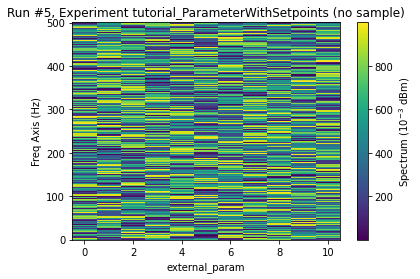 Run #5, Experiment tutorial_ParameterWithSetpoints (no sample)
500
400
300
200
100
0
Freq Axis (Hz)
0 2 4 6 8 10
external_param
800
600
400
200
Spectrum (10⁻³ dBm)